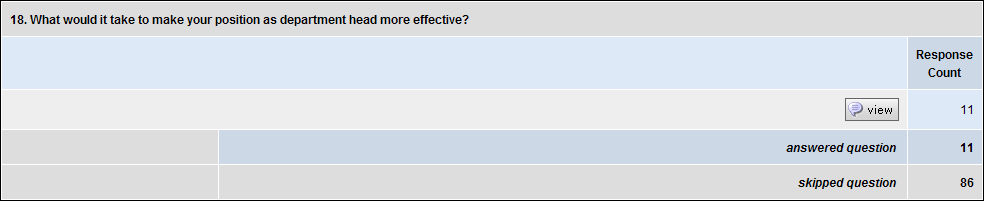 18. What would it take to make your position as department head more effective?
Response
Count
view 11
answered question 11
skipped question 86